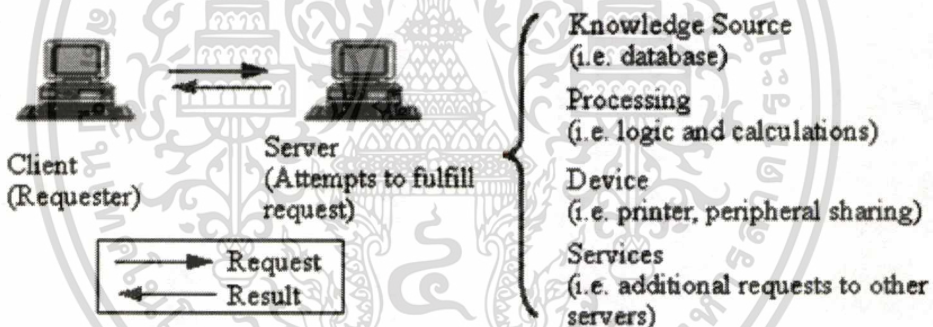 Client
(Requester)
Server
(Attempts to fulfill
request)
Request
Result
Knowledge Source
(i.e. database)
Processing
(i.e. logic and calculations)
Device
(i.e. printer, peripheral sharing)
Services
(i.e. additional requests to other
servers)